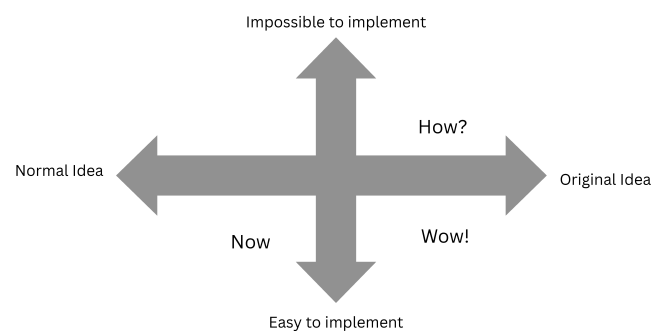 Impossible to implement
How?
Normal Idea
Original Idea
Now
Wow!
Easy to implement